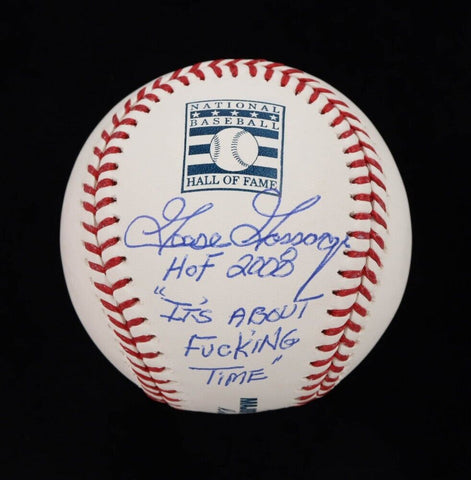 NATIONAL
BASEBALL
HALL OF FAME
Goose Gossage
HOF 2008
"IT'S ABOUT
FUCKING
TIME"